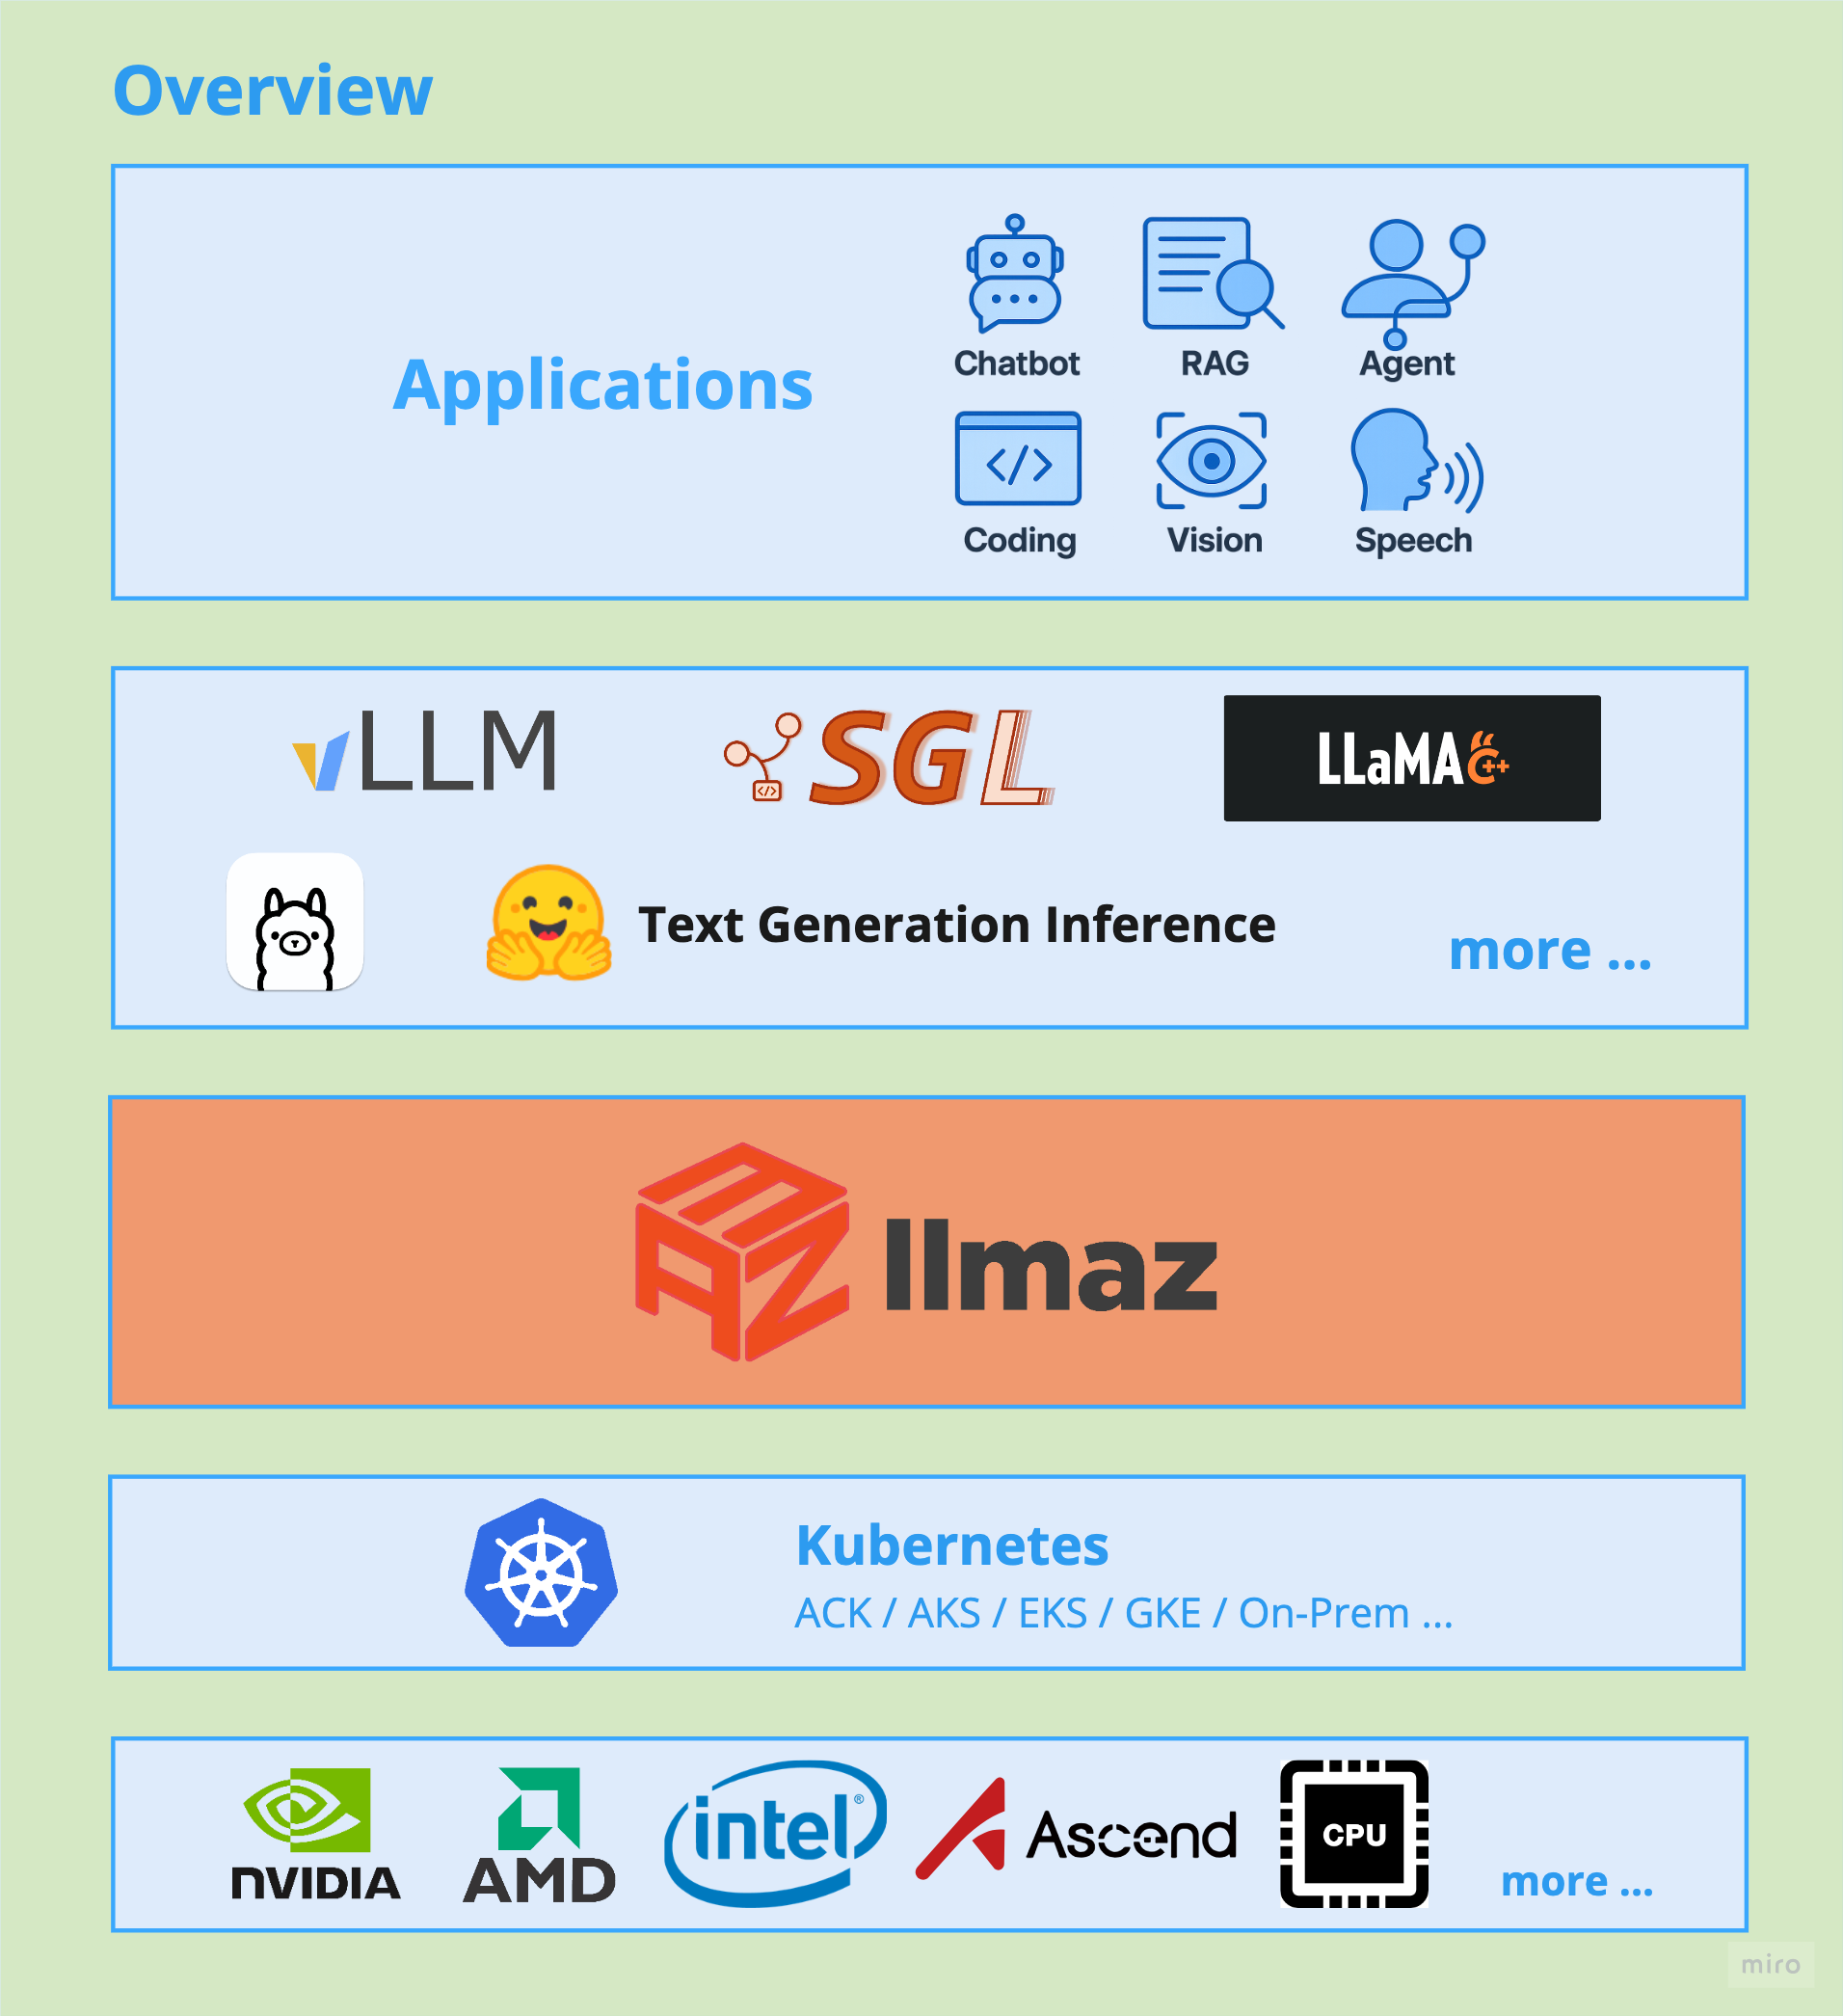 Overview
Applications
Chatbot RAG Agent
Coding Vision Speech
vLLM SGL LLaMA C++
Text Generation Inference
more ...
AMZ llmaz
Kubernetes
ACK / AKS / EKS / GKE / On-Prem ...
NVIDIA AMD intel® Ascend CPU
more ...
miro